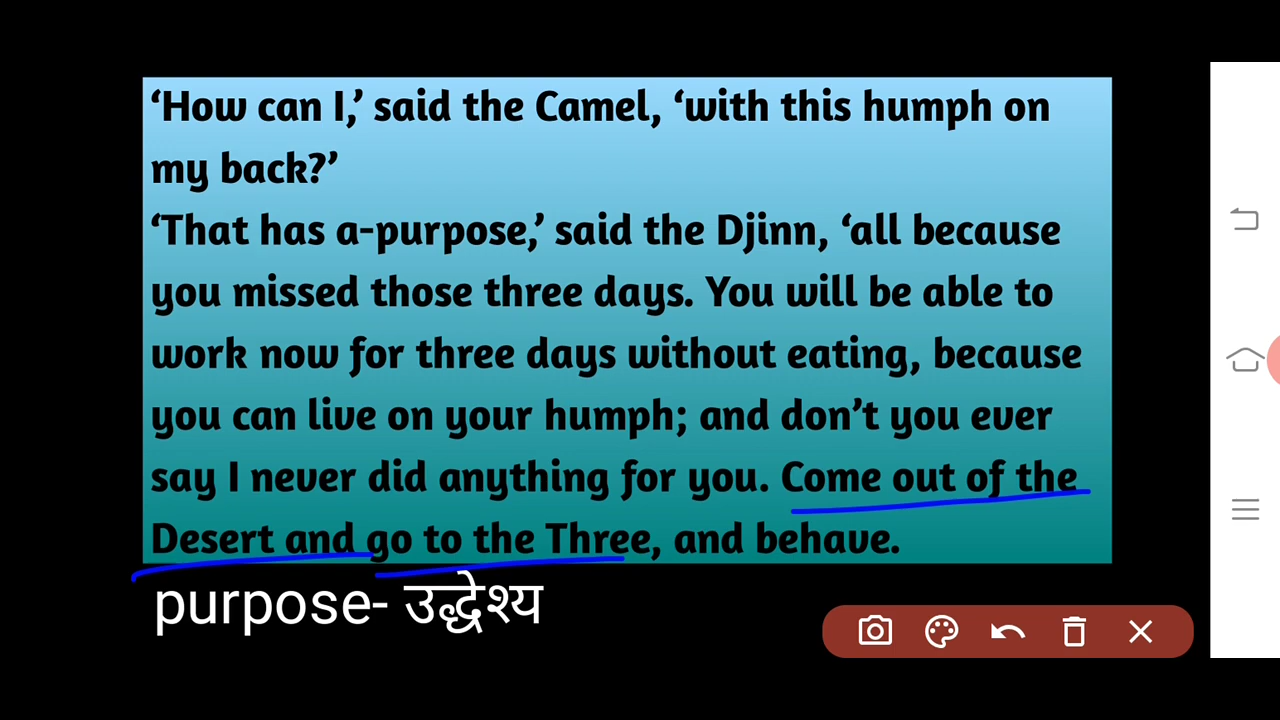 ‘How can I,’ said the Camel, ‘with this humph on
my back?’
‘That has a-purpose,’ said the Djinn, ‘all because
you missed those three days. You will be able to
work now for three days without eating, because
you can live on your humph; and don’t you ever
say I never did anything for you. Come out of the
Desert and go to the Three, and behave.
purpose- उद्धेश्य